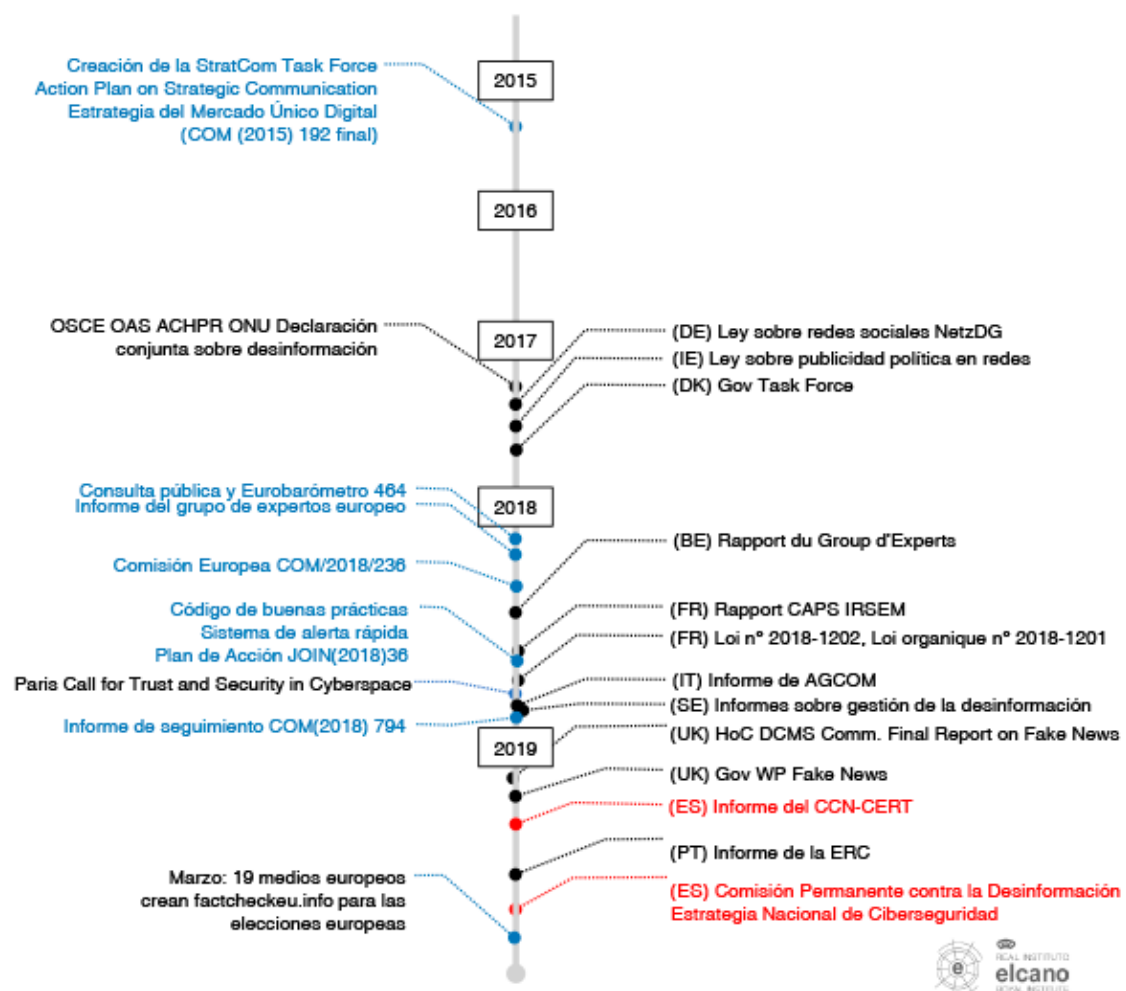 Creación de la StratCom Task Force
Action Plan on Strategic Communication
Estrategia del Mercado Único Digital
(COM (2015) 192 final)
2015
2016
OSCE OAS ACHPR ONU Declaración
conjunta sobre desinformación
2017
(DE) Ley sobre redes sociales NetzDG
(IE) Ley sobre publicidad política en redes
(DK) Gov Task Force
Consulta pública y Eurobarómetro 464
Informe del grupo de expertos europeo
2018
Comisión Europea COM/2018/236
(BE) Rapport du Group d'Experts
Código de buenas prácticas
Sistema de alerta rápida
Plan de Acción JOIN(2018)36
(FR) Rapport CAPS IRSEM
(FR) Loi nº 2018-1202, Loi organique nº 2018-1201
Paris Call for Trust and Security in Cyberspace
(IT) Informe de AGCOM
(SE) Informes sobre gestión de la desinformación
Informe de seguimiento COM(2018) 794
(UK) HoC DCMS Comm. Final Report on Fake News
2019
(UK) Gov WP Fake News
(ES) Informe del CCN-CERT
(PT) Informe de la ERC
Marzo: 19 medios europeos
crean factcheckeu.info para las
elecciones europeas
(ES) Comisión Permanente contra la Desinformación
Estrategia Nacional de Ciberseguridad
e
REAL INSTITUTO
elcano
ROYAL INSTITUTE